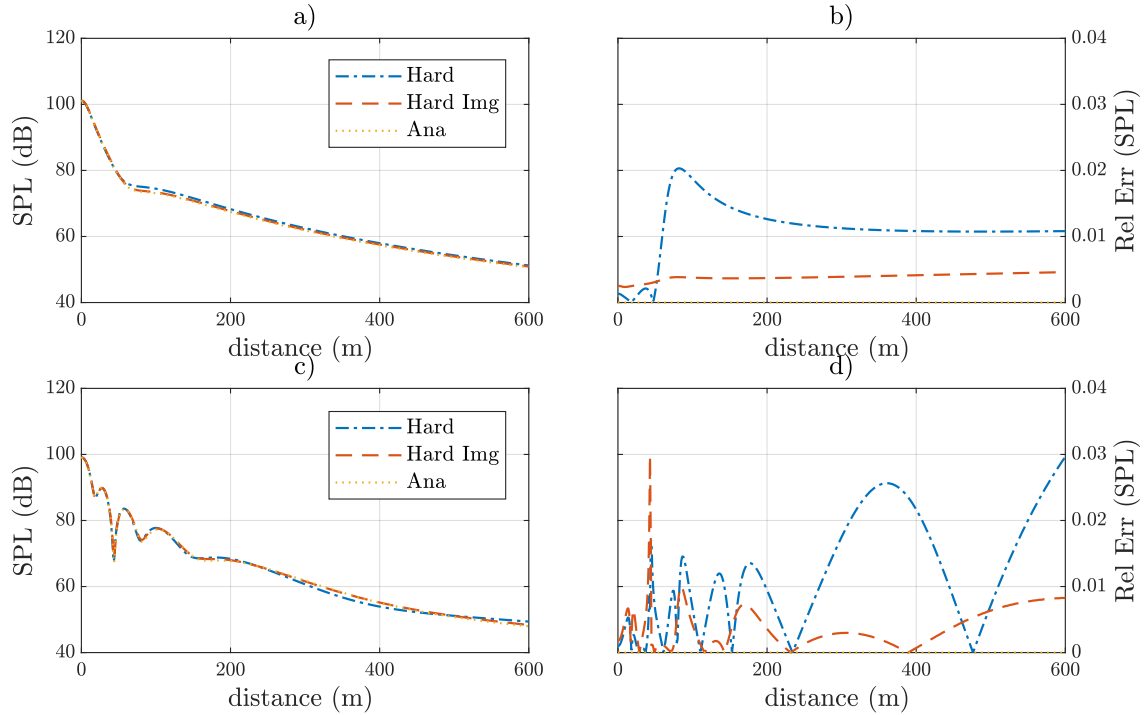 a)
120
100
80
60
40
SPL (dB)
Hard
Hard Img
Ana
0
200
400
600
distance (m)
b)
0.04
0.03
0.02
0.01
0
Rel Err (SPL)
0
200
400
600
distance (m)
c)
120
100
80
60
40
SPL (dB)
Hard
Hard Img
Ana
0
200
400
600
distance (m)
d)
0.04
0.03
0.02
0.01
0
Rel Err (SPL)
0
200
400
600
distance (m)